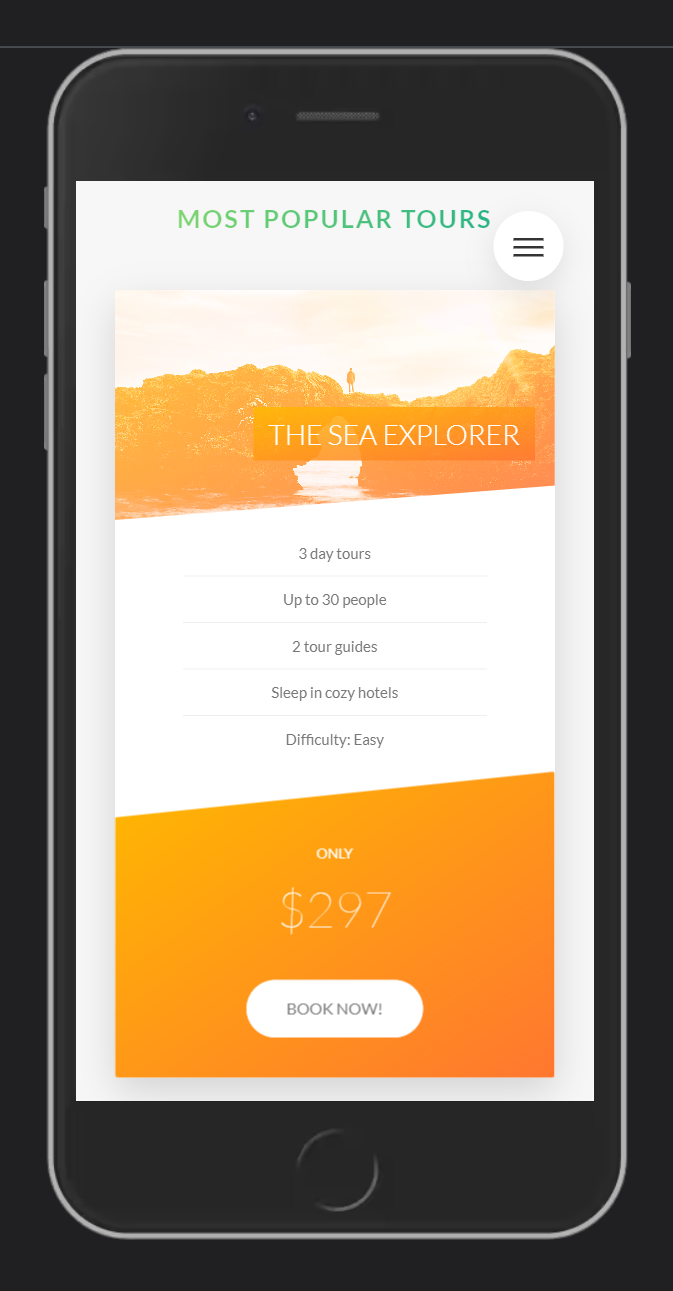 MOST POPULAR TOURS
THE SEA EXPLORER
3 day tours
Up to 30 people
2 tour guides
Sleep in cozy hotels
Difficulty: Easy
ONLY
$297
BOOK NOW!